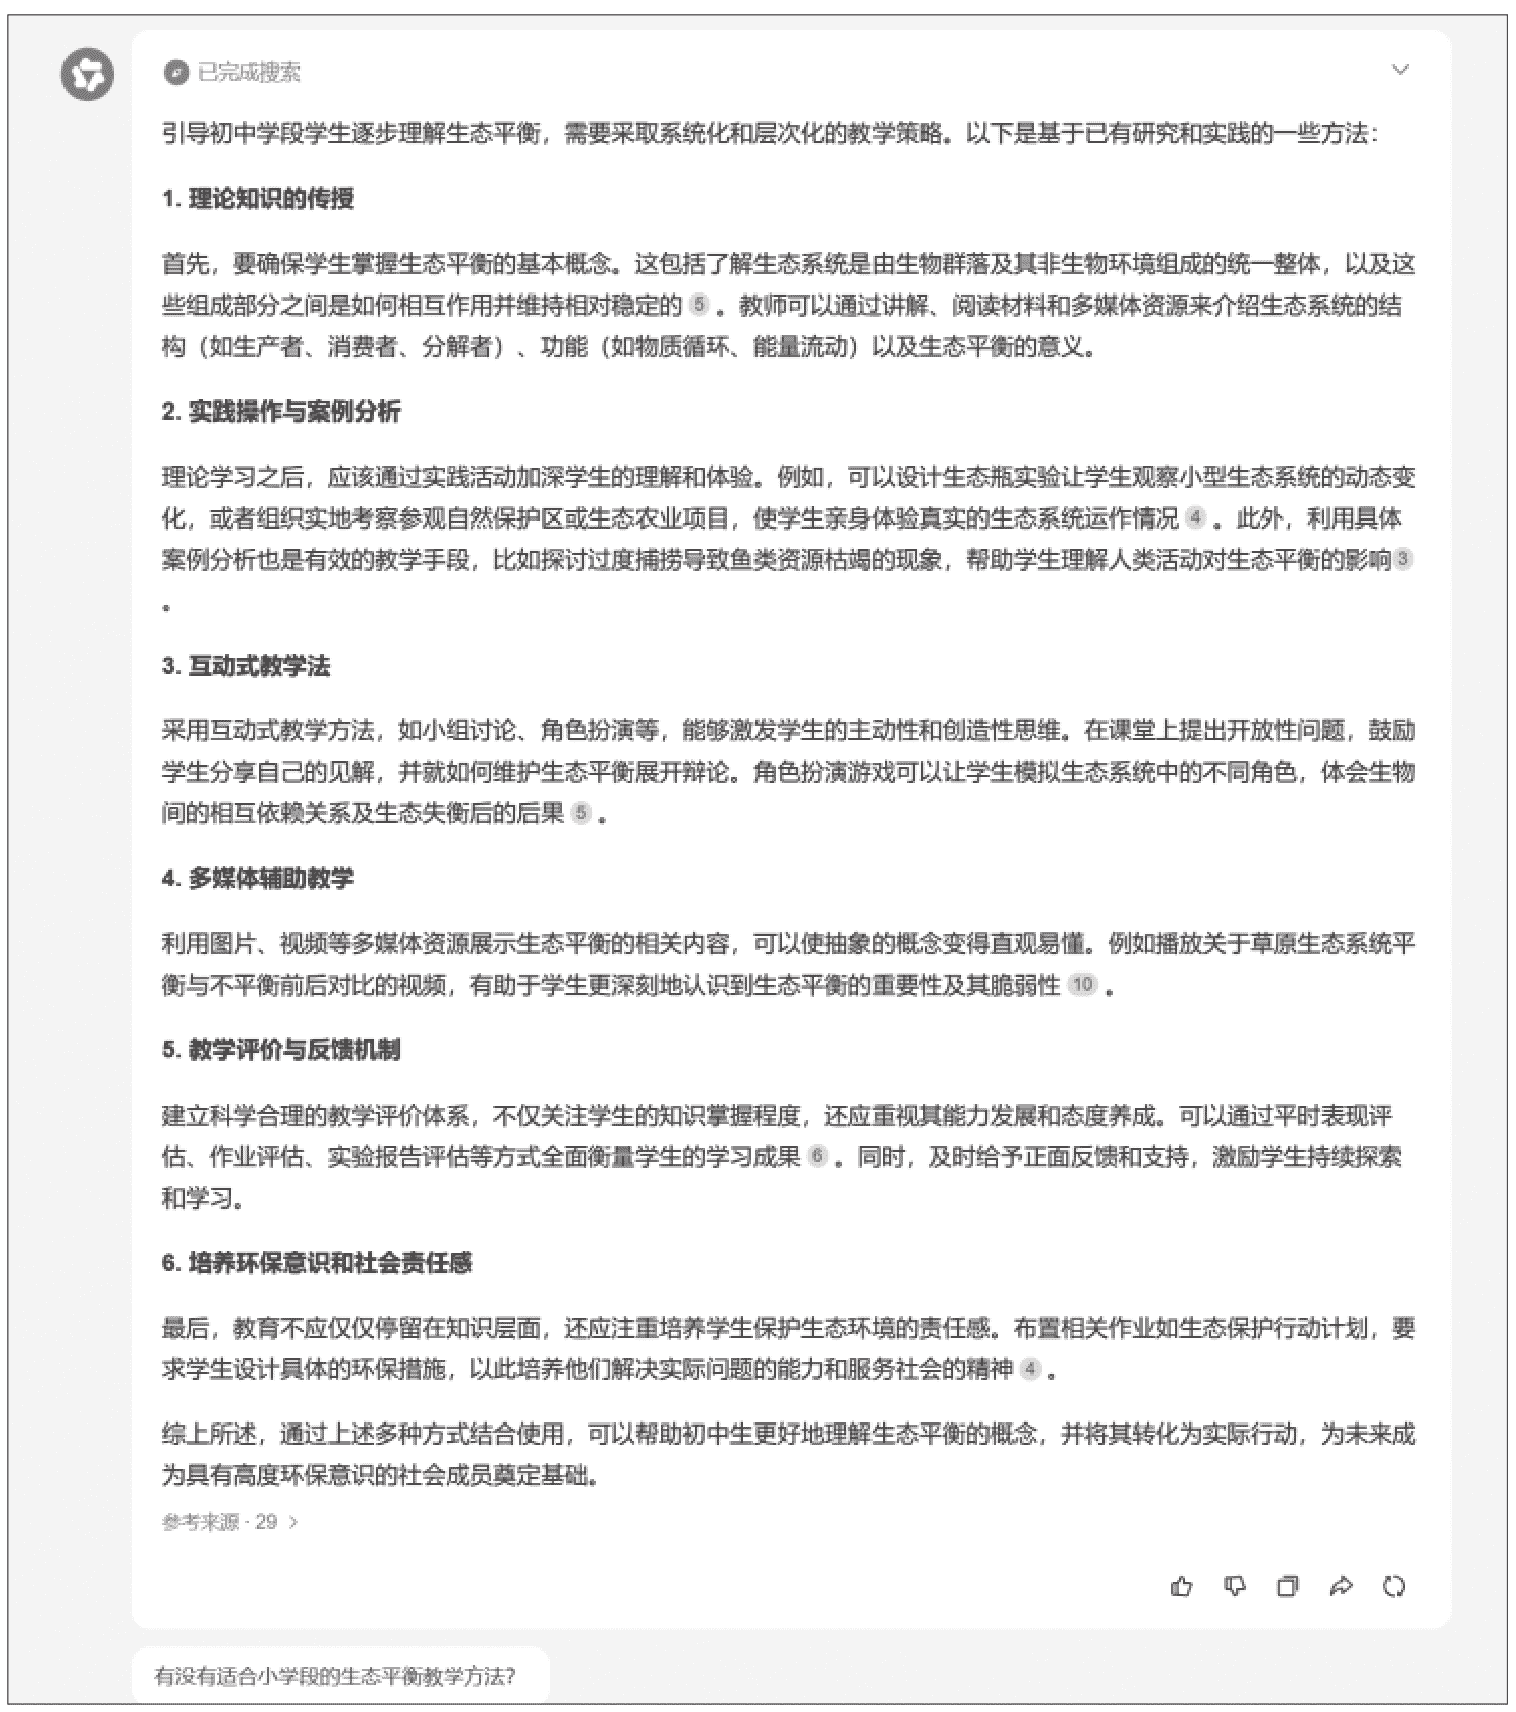 已完成搜索
引导初中学段学生逐步理解生态平衡，需要采取系统化和层次化的教学策略。以下是基于已有研究和实践的一些方法：
1. 理论知识的传授
首先，要确保学生掌握生态平衡的基本概念。这包括了解生态系统是由生物群落及其非生物环境组成的统一整体，以及这
些组成部分之间是如何相互作用并维持相对稳定的 5 。教师可以通过讲解、阅读材料和多媒体资源来介绍生态系统的结
构（如生产者、消费者、分解者）、功能（如物质循环、能量流动）以及生态平衡的意义。
2. 实践操作与案例分析
理论学习之后，应该通过实践活动加深学生的理解和体验。例如，可以设计生态瓶实验让学生观察小型生态系统的动态变
化，或者组织实地考察参观自然保护区或生态农业项目，使学生亲身体验真实的生态系统运作情况 4 。此外，利用具体
案例分析也是有效的教学手段，比如探讨过度捕捞导致鱼类资源枯竭的现象，帮助学生理解人类活动对生态平衡的影响 3
。
3. 互动式教学法
采用互动式教学方法，如小组讨论、角色扮演等，能够激发学生的主动性和创造性思维。在课堂上提出开放性问题，鼓励
学生分享自己的见解，并就如何维护生态平衡展开辩论。角色扮演游戏可以让学生模拟生态系统中的不同角色，体会生物
间的相互依赖关系及生态失衡后的后果 5 。
4. 多媒体辅助教学
利用图片、视频等多媒体资源展示生态平衡的相关内容，可以使抽象的概念变得直观易懂。例如播放关于草原生态系统平
衡与不平衡前后对比的视频，有助于学生更深刻地认识到生态平衡的重要性及其脆弱性 10 。
5. 教学评价与反馈机制
建立科学合理的教学评价体系，不仅关注学生的知识掌握程度，还应重视其能力发展和态度养成。可以通过平时表现评
估、作业评估、实验报告评估等方式全面衡量学生的学习成果 6 。同时，及时给予正面反馈和支持，激励学生持续探索
和学习。
6. 培养环保意识和社会责任感
最后，教育不应仅仅停留在知识层面，还应注重培养学生保护生态环境的责任感。布置相关作业如生态保护行动计划，要
求学生设计具体的环保措施，以此培养他们解决实际问题的能力和服务社会的精神 4 。
综上所述，通过上述多种方式结合使用，可以帮助初中生更好地理解生态平衡的概念，并将其转化为实际行动，为未来成
为具有高度环保意识的社会成员奠定基础。
参考来源 · 29 >
有没有适合小学段的生态平衡教学方法？